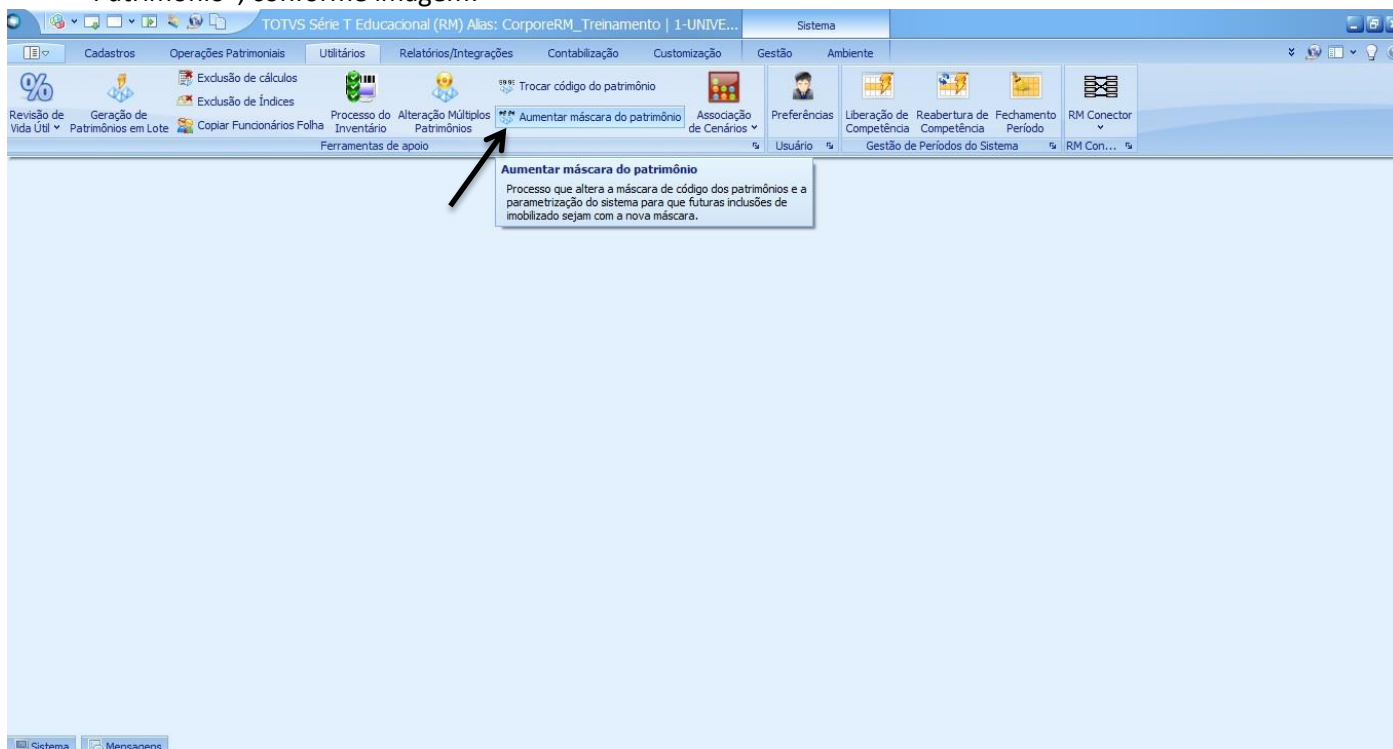 Patrimônio", conforme imagem:
TOTVS Série T Educacional (RM) Alias: CorporeRM_Treinamento | 1-UNIVE...
Sistema
Cadastros
Operações Patrimoniais
Utilitários
Relatórios/Integrações
Contabilização
Customização
Gestão
Ambiente
Revisão de
Vida Útil
Geração de
Patrimônios em Lote
Exclusão de cálculos
Exclusão de Índices
Copiar Funcionários Folha
Processo do
Inventário
Alteração Múltiplos
Patrimônios
Trocar código do patrimônio
Aumentar máscara do patrimônio
Associação
de Cenários
Preferências
Liberação de
Competência
Reabertura de
Competência
Fechamento
Período
RM Conector
Ferramentas de apoio
Usuário
Gestão de Períodos do Sistema
RM Con...
Aumentar máscara do patrimônio
Processo que altera a máscara de código dos patrimônios e a
parametrização do sistema para que futuras inclusões de
imobilizado sejam com a nova máscara.
Sistema
Mensagens